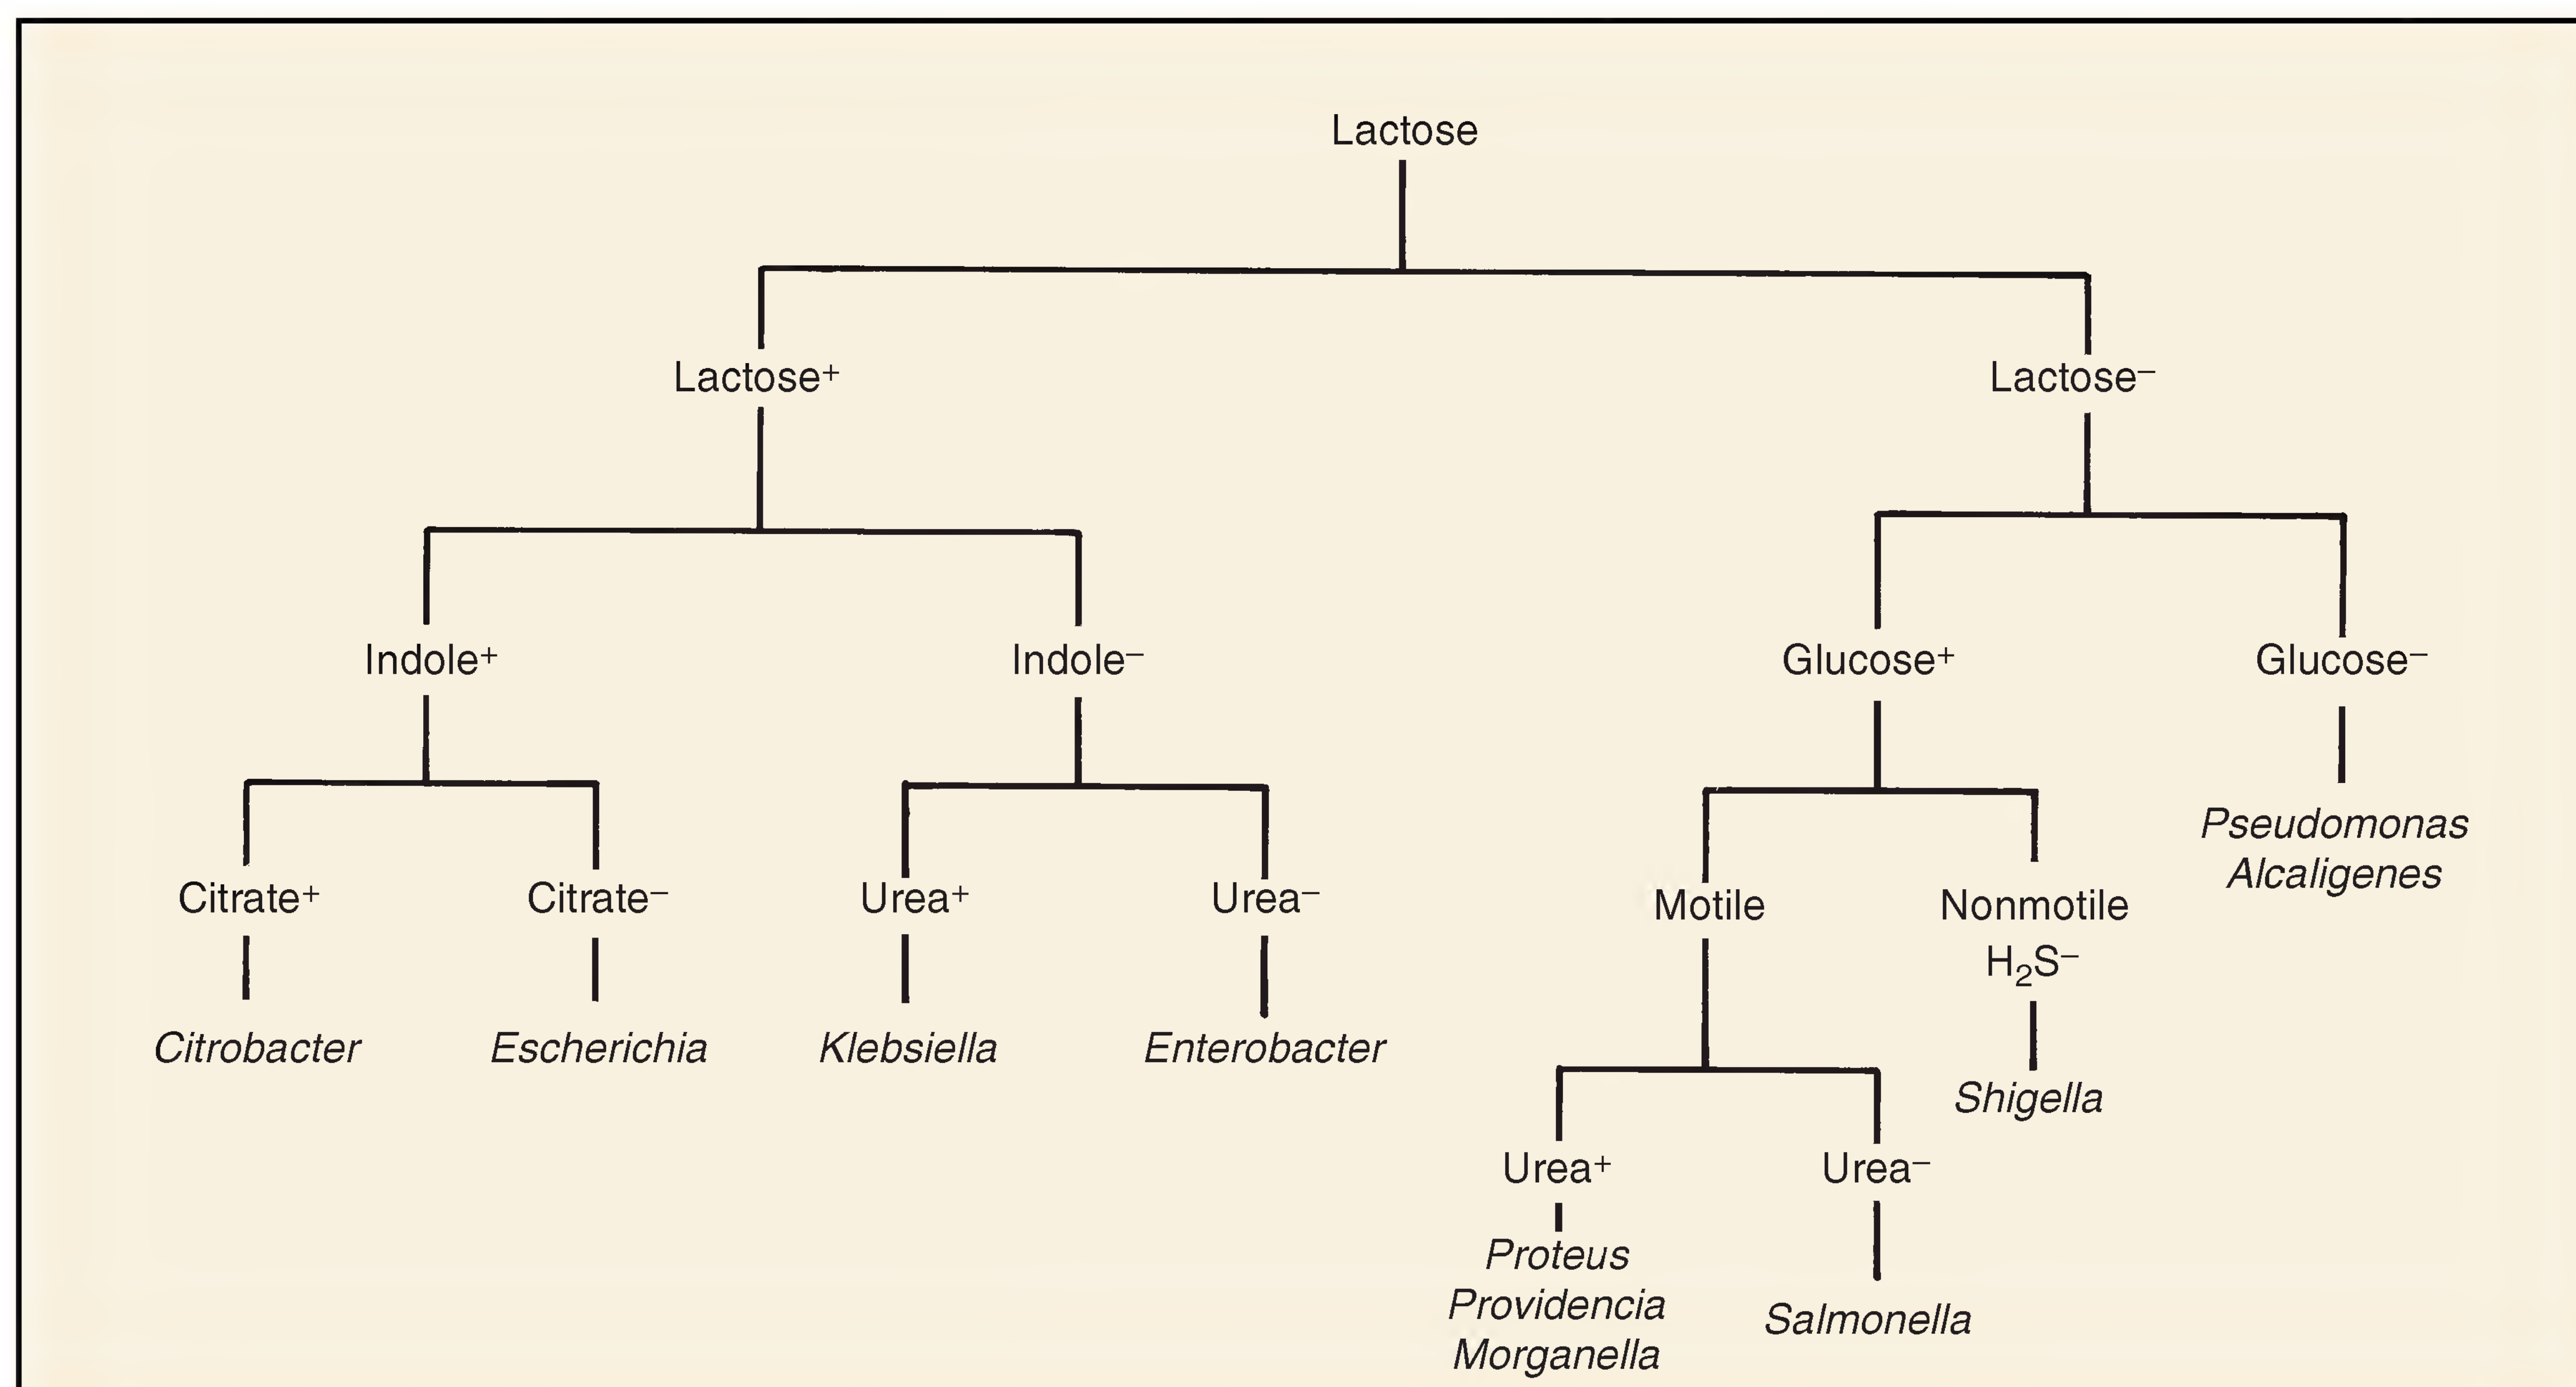 Lactose
Lactose+
Lactose–
Indole+
Indole–
Glucose+
Glucose–
Citrate+
Citrate–
Urea+
Urea–
Motile
Nonmotile
H₂S–
Pseudomonas
Alcaligenes
Citrobacter
Escherichia
Klebsiella
Enterobacter
Shigella
Urea+
Urea–
Proteus
Providencia
Morganella
Salmonella